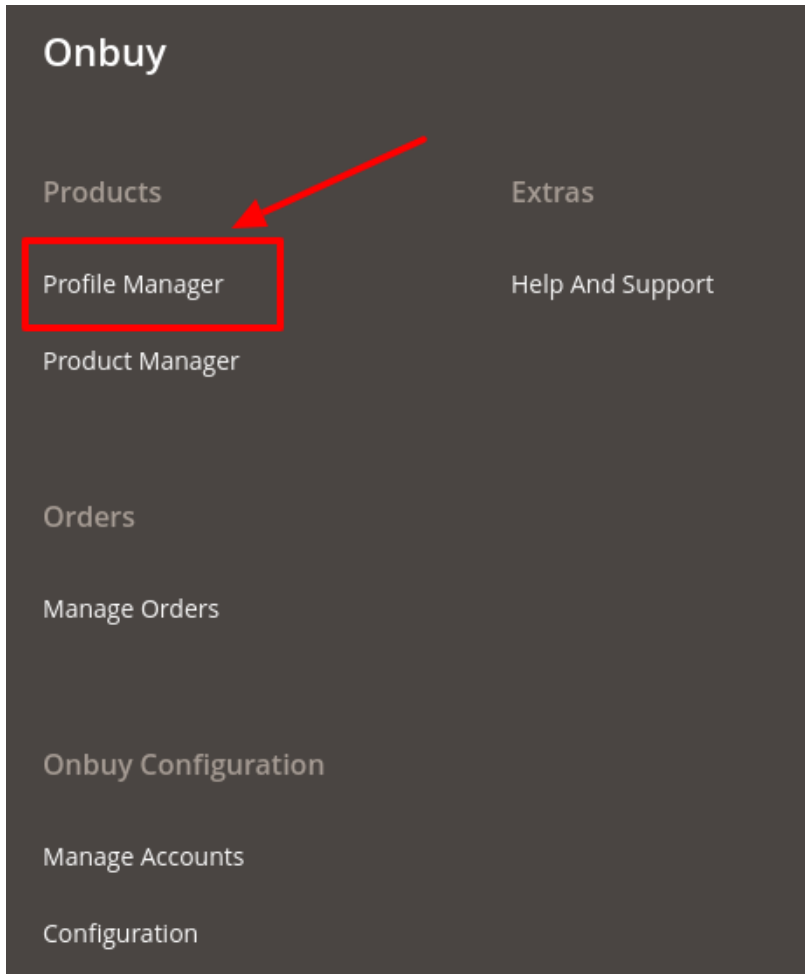 Onbuy
Products
Profile Manager
Product Manager
Extras
Help And Support
Orders
Manage Orders
Onbuy Configuration
Manage Accounts
Configuration